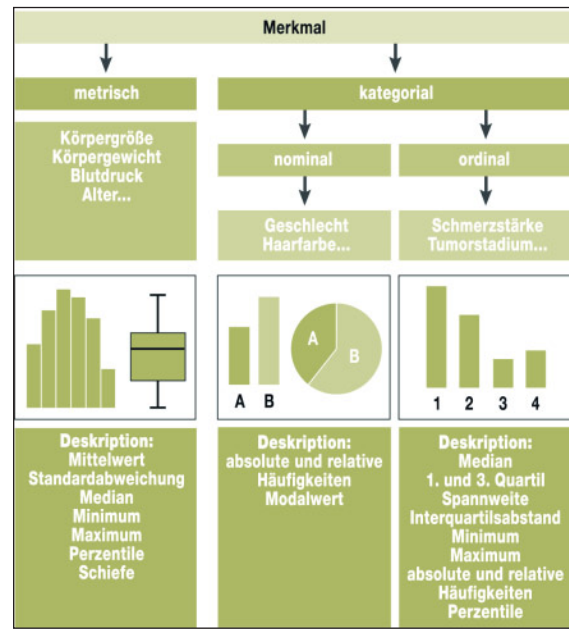 Merkmal
metrisch
kategorial
Körpergröße
Körpergewicht
Blutdruck
Alter...
nominal
ordinal
Geschlecht
Haarfarbe...
Schmerzstärke
Tumorstadium...
A
B
A
B
1
2
3
4
Deskription:
Mittelwert
Standardabweichung
Median
Minimum
Maximum
Perzentile
Schiefe
Deskription:
absolute und relative
Häufigkeiten
Modalwert
Deskription:
Median
1. und 3. Quartil
Spannweite
Interquartilsabstand
Minimum
Maximum
absolute und relative
Häufigkeiten
Perzentile